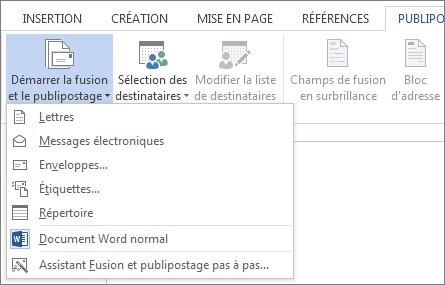 INSERTION CRÉATION MISE EN PAGE RÉFÉRENCES PUBLIPO
Démarrer la fusion et le publipostage
Sélection des destinataires
Modifier la liste de destinataires
Champs de fusion en surbrillance
Bloc d'adresse
Lettres
Messages électroniques
Enveloppes...
Étiquettes...
Répertoire
Document Word normal
Assistant Fusion et publipostage pas à pas...